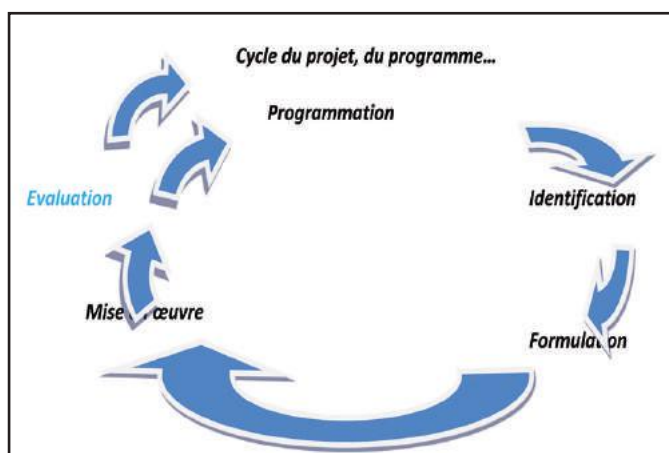 Cycle du projet, du programme...
Programmation
Evaluation
Identification
Mise œuvre
Formulation